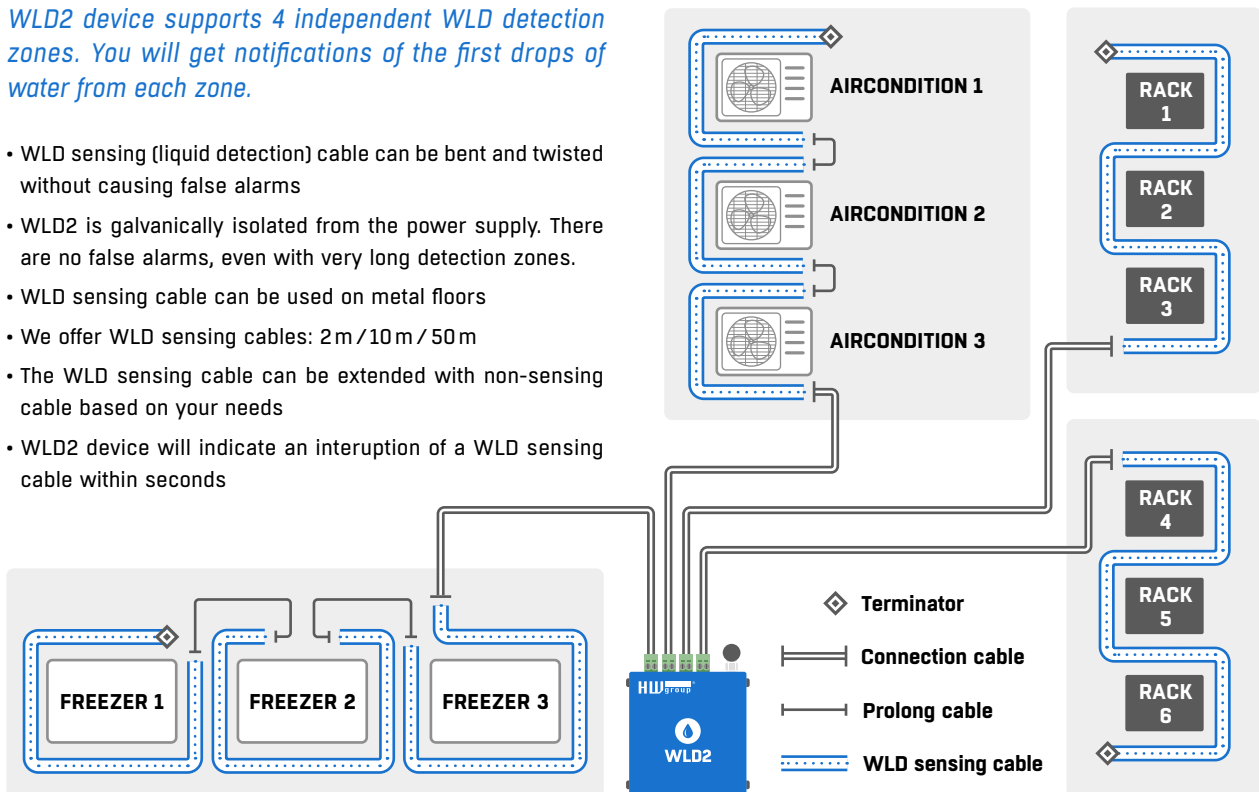 WLD2 device supports 4 independent WLD detection
zones. You will get notifications of the first drops of
water from each zone.
• WLD sensing (liquid detection) cable can be bent and twisted
without causing false alarms
• WLD2 is galvanically isolated from the power supply. There
are no false alarms, even with very long detection zones.
• WLD sensing cable can be used on metal floors
• We offer WLD sensing cables: 2 m / 10 m / 50 m
• The WLD sensing cable can be extended with non-sensing
cable based on your needs
• WLD2 device will indicate an interuption of a WLD sensing
cable within seconds
AIRCONDITION 1
AIRCONDITION 2
AIRCONDITION 3
RACK
1
RACK
2
RACK
3
RACK
4
RACK
5
RACK
6
FREEZER 1
FREEZER 2
FREEZER 3
HW group
WLD2
Terminator
Connection cable
Prolong cable
WLD sensing cable